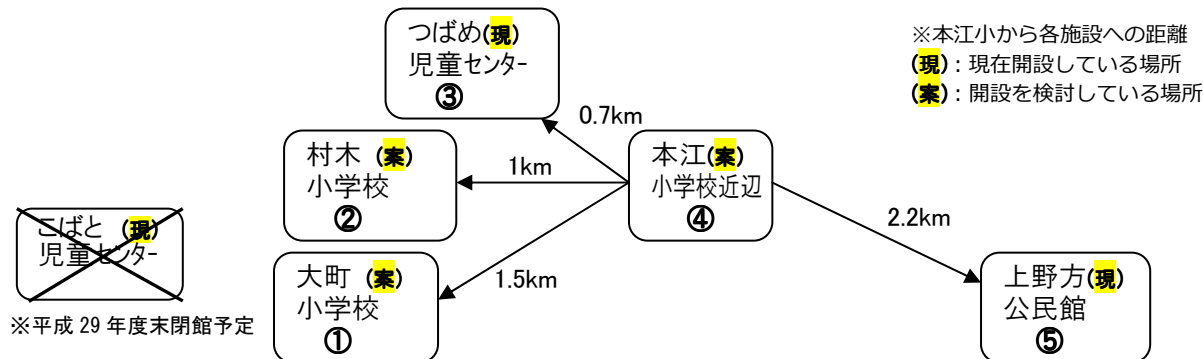 つばめ(現)
児童センター
③
※本江小から各施設への距離
(現)：現在開設している場所
(案)：開設を検討している場所
0.7km
村木 (案)
小学校
②
1km
本江(案)
小学校近辺
④
2.2km
こばと (現)
児童センター
※平成 29 年度末閉館予定
大町 (案)
小学校
①
1.5km
上野方(現)
公民館
⑤